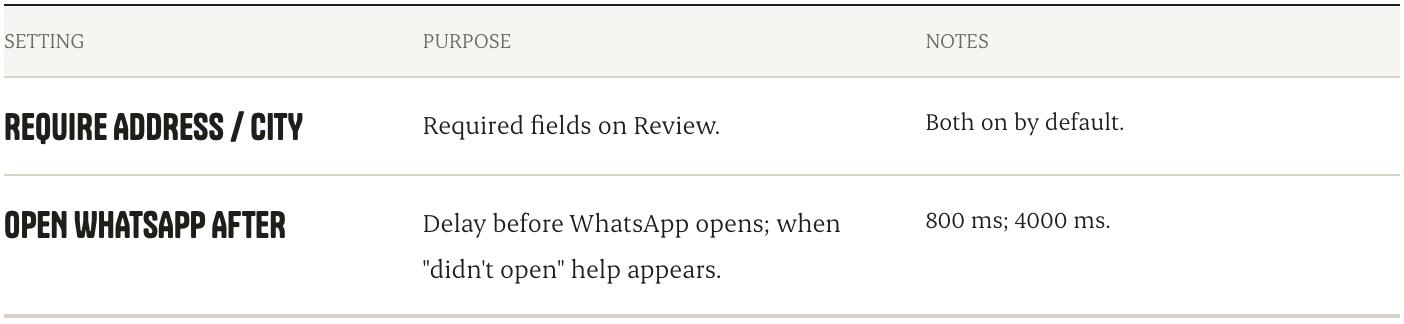 SETTING PURPOSE NOTES
REQUIRE ADDRESS / CITY Required fields on Review. Both on by default.
OPEN WHATSAPP AFTER Delay before WhatsApp opens; when 800 ms; 4000 ms.
"didn't open" help appears.